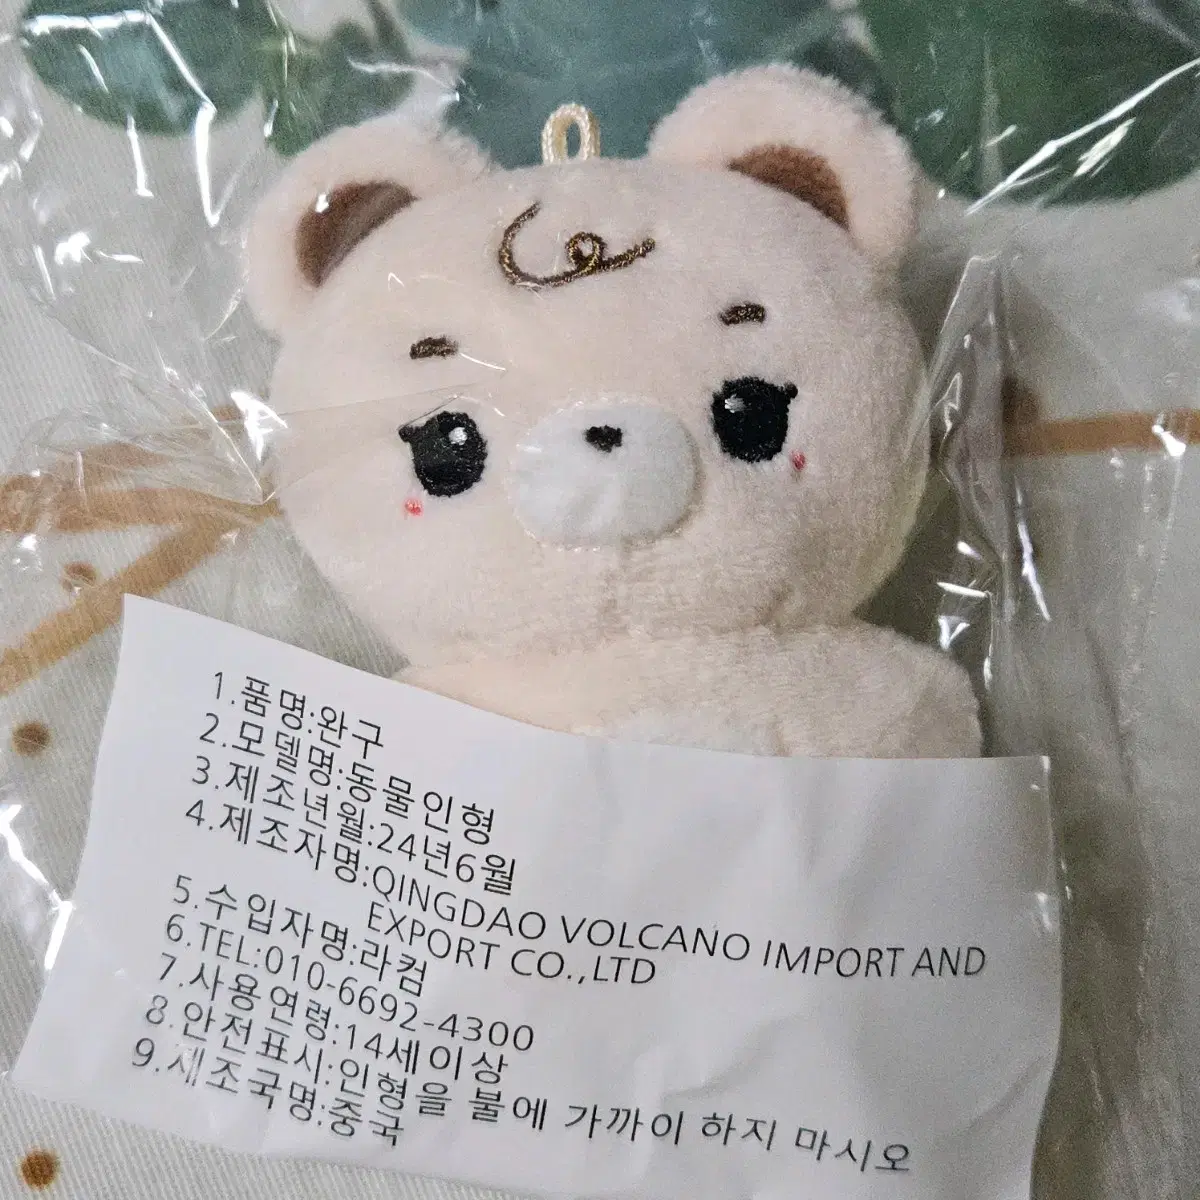 1.품명:완구
2.모델명:동물인형
3.제조년월:24년6월
4.제조자명:QINGDAO VOLCANO IMPORT AND
EXPORT CO.,LTD
5.수입자명:라컴
6.TEL:010-6692-4300
7.사용연령:14세이상
8.안전표시:인형을 불에 가까이 하지 마시오
9.제조국명:중국